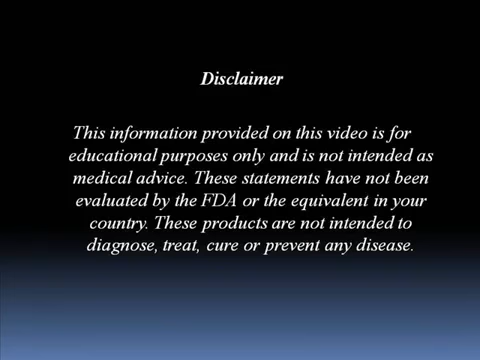 Disclaimer
This information provided on this video is for
educational purposes only and is not intended as
medical advice. These statements have not been
evaluated by the FDA or the equivalent in your
country. These products are not intended to
diagnose, treat, cure or prevent any disease.